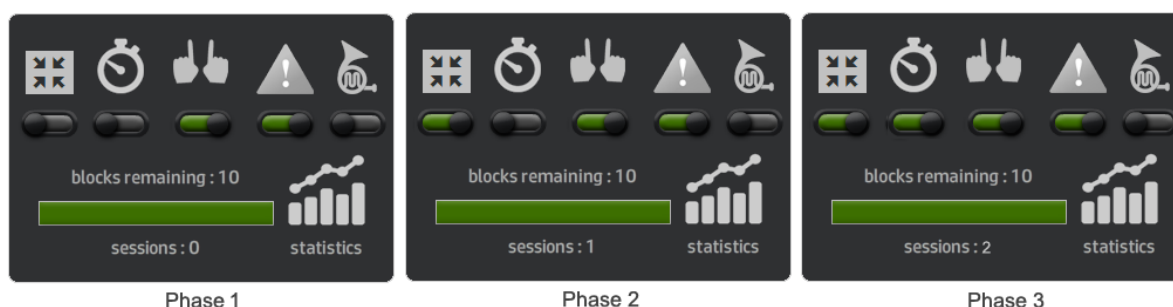 blocks remaining : 10
sessions : 0
statistics
Phase 1
blocks remaining : 10
sessions : 1
statistics
Phase 2
blocks remaining : 10
sessions : 2
statistics
Phase 3